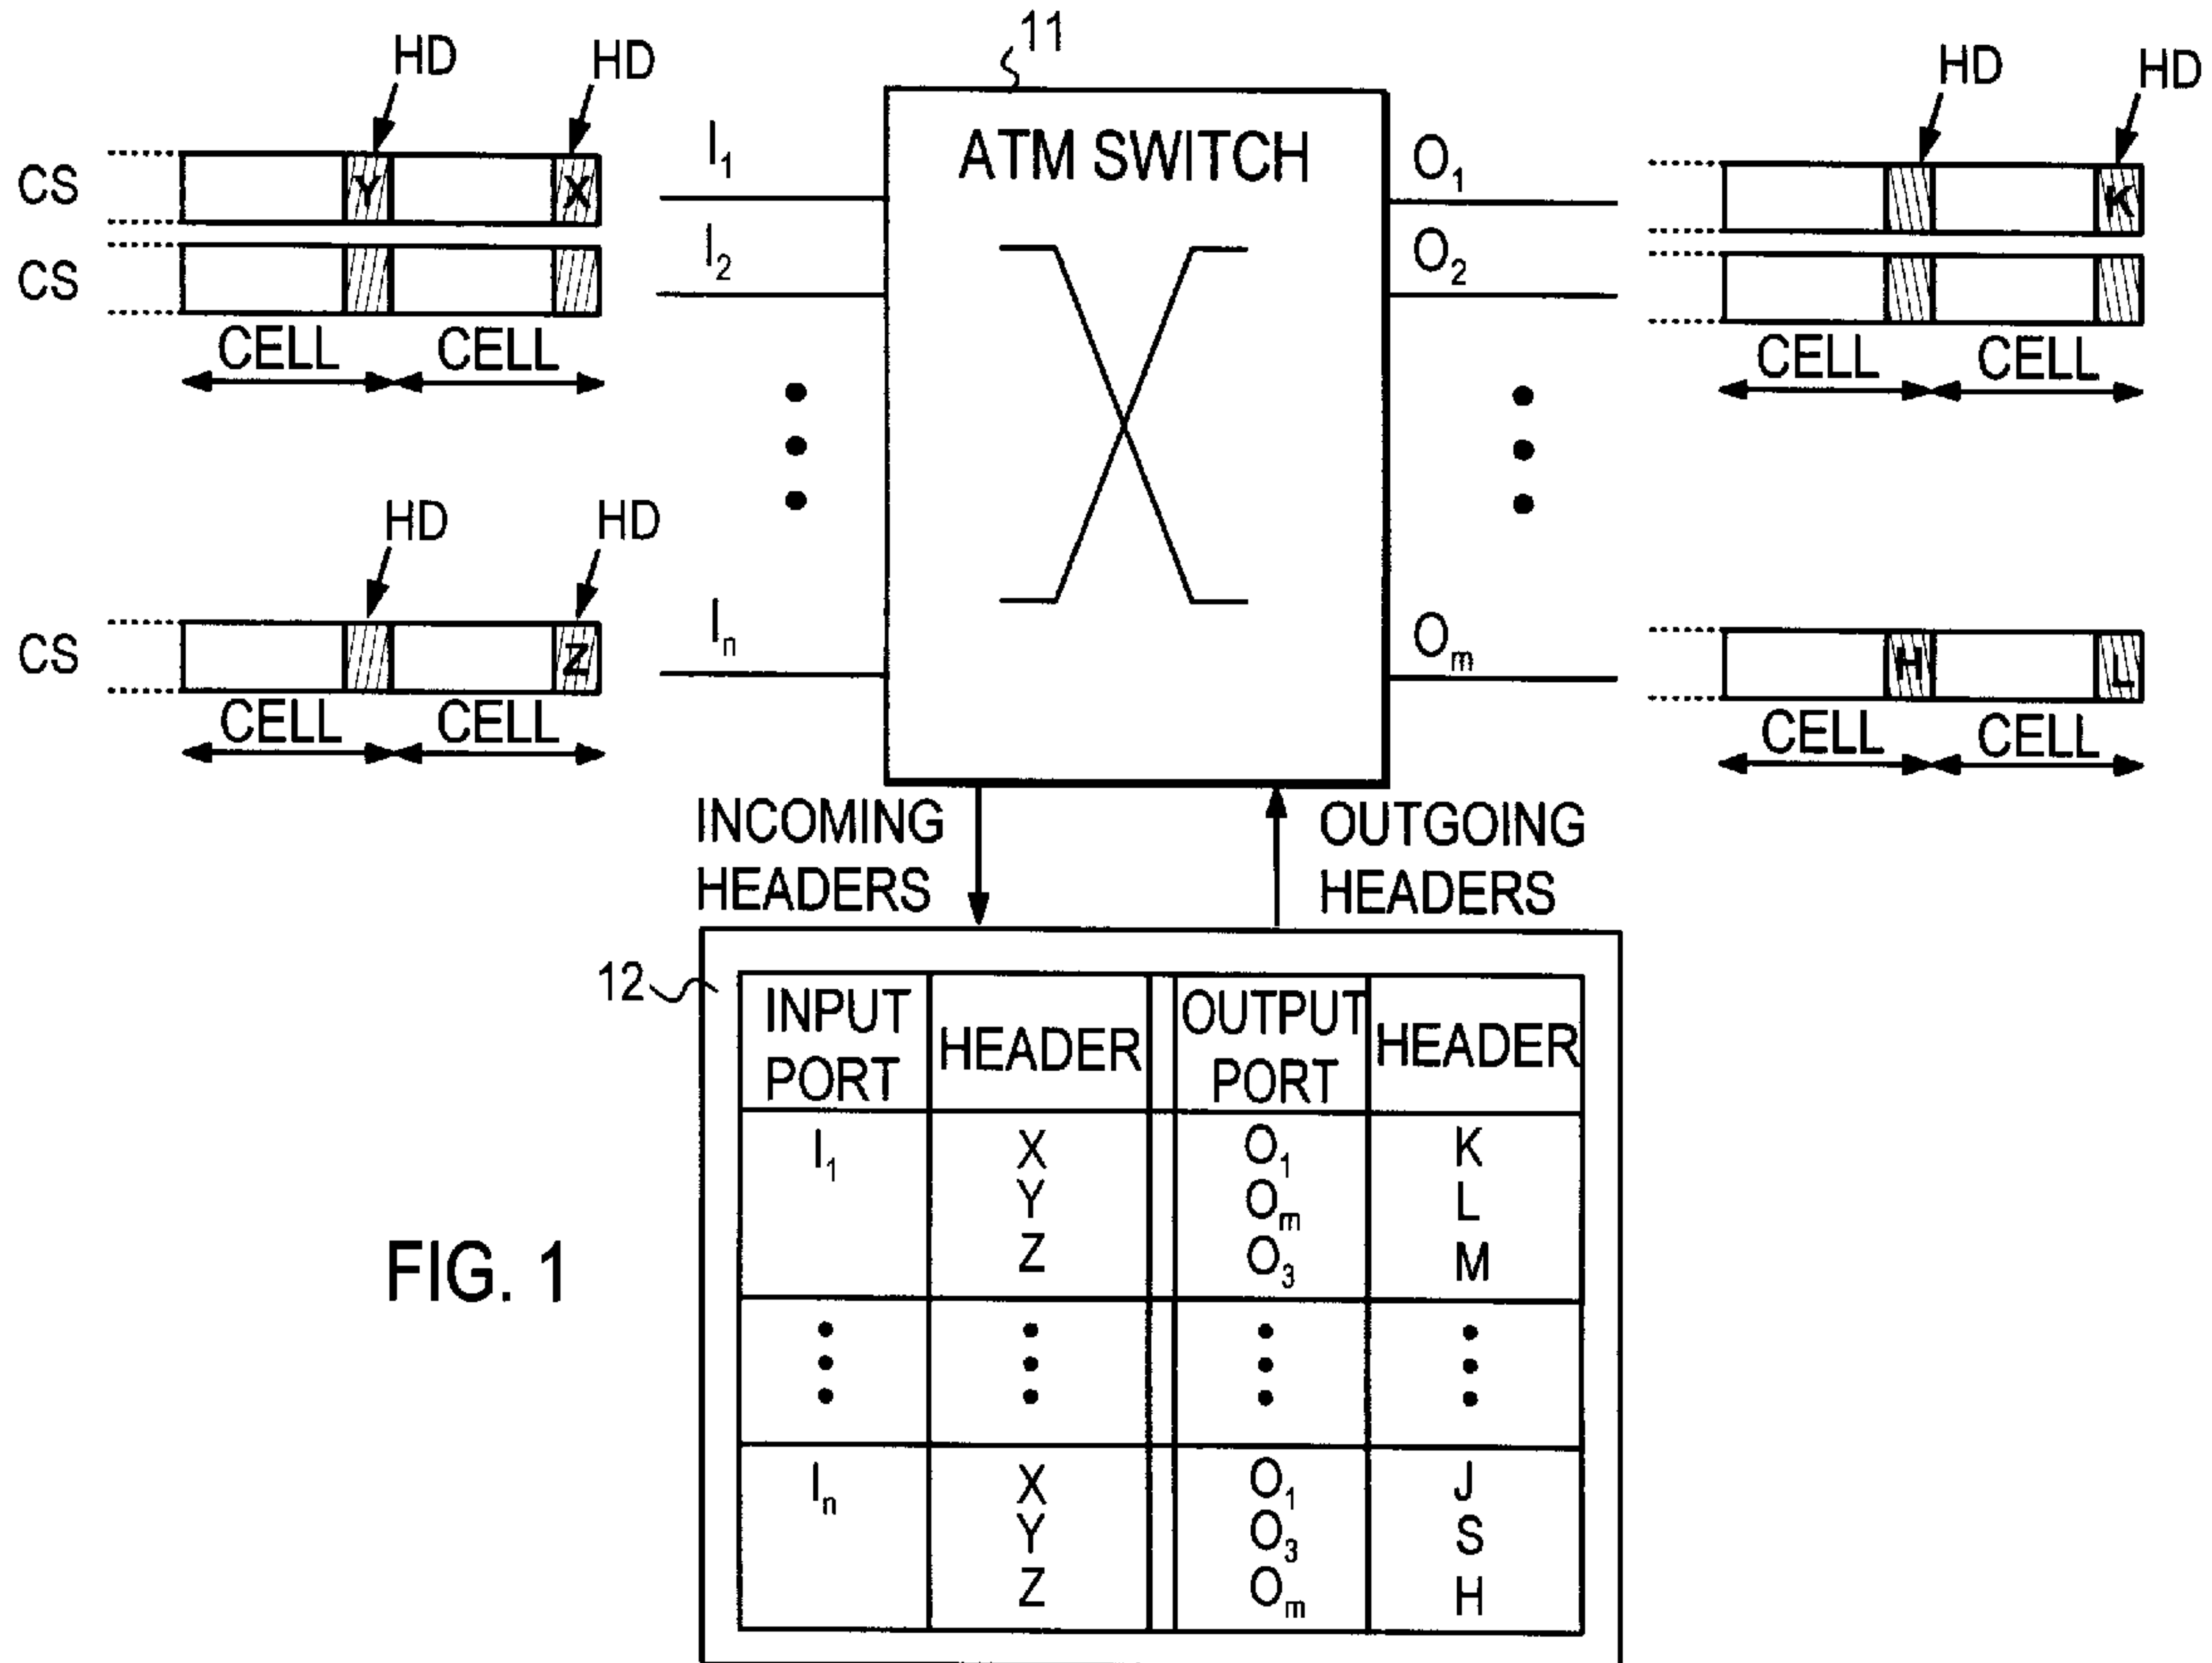 11
HD HD HD HD
ATM SWITCH
CS Y X I₁ O₁ K
CS I₂ O₂
CELL CELL CELL CELL
HD HD
CS Z Iₙ Oₘ H L
CELL CELL CELL CELL
INCOMING HEADERS
OUTGOING HEADERS
12
INPUT PORT HEADER OUTPUT PORT HEADER
I₁ X O₁ K
Y Oₘ L
Z O₃ M
Iₙ X O₁ J
Y O₃ S
Z Oₘ H
FIG. 1